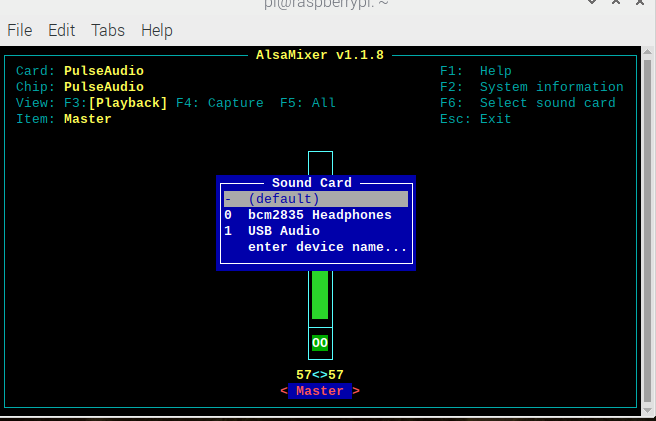 pi@raspberrypi: ~
File Edit Tabs Help
AlsaMixer v1.1.8
Card: PulseAudio F1: Help
Chip: PulseAudio F2: System information
View: F3:[Playback] F4: Capture F5: All F6: Select sound card
Item: Master Esc: Exit
Sound Card
- (default)
0 bcm2835 Headphones
1 USB Audio
enter device name...
OO
57<>57
< Master >